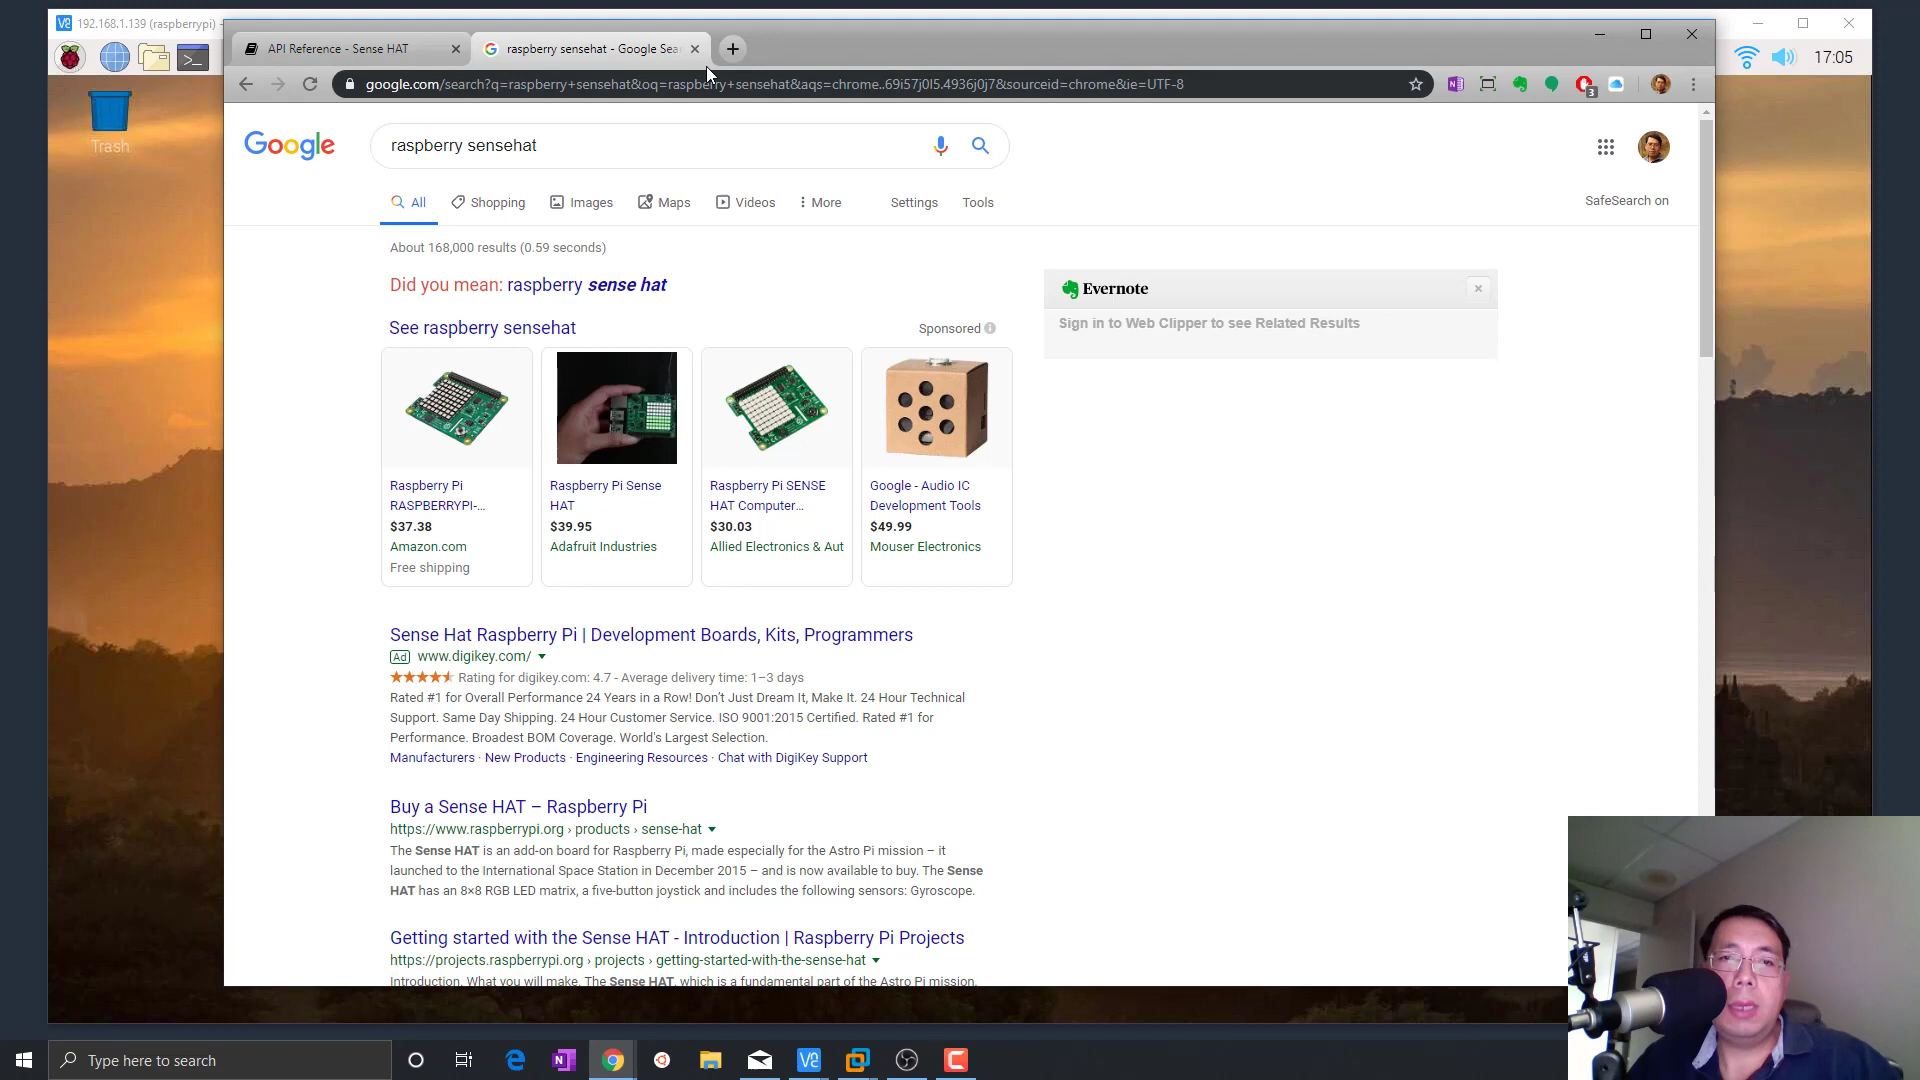 192.168.1.139 (raspberrypi) -
API Reference - Sense HAT
raspberry sensehat - Google Sea
17:05
google.com/search?q=raspberry+sensehat&oq=raspberry+sensehat&aqs=chrome..69i57j0l5.4936j0j7&sourceid=chrome&ie=UTF-8
3
Trash
Google
raspberry sensehat
All
Shopping
Images
Maps
Videos
More
Settings
Tools
SafeSearch on
About 168,000 results (0.59 seconds)
Did you mean: raspberry sense hat
See raspberry sensehat
Sponsored
Raspberry Pi
RASPBERRYPI-...
$37.38
Amazon.com
Free shipping
Raspberry Pi Sense
HAT
$39.95
Adafruit Industries
Raspberry Pi SENSE
HAT Computer...
$30.03
Allied Electronics & Aut
Google - Audio IC
Development Tools
$49.99
Mouser Electronics
Evernote
Sign in to Web Clipper to see Related Results
Sense Hat Raspberry Pi | Development Boards, Kits, Programmers
Ad www.digikey.com/
Rating for digikey.com: 4.7 - Average delivery time: 1–3 days
Rated #1 for Overall Performance 24 Years in a Row! Don't Just Dream It, Make It. 24 Hour Technical
Support. Same Day Shipping. 24 Hour Customer Service. ISO 9001:2015 Certified. Rated #1 for
Performance. Broadest BOM Coverage. World's Largest Selection.
Manufacturers · New Products · Engineering Resources · Chat with DigiKey Support
Buy a Sense HAT – Raspberry Pi
https://www.raspberrypi.org › products › sense-hat
The Sense HAT is an add-on board for Raspberry Pi, made especially for the Astro Pi mission – it
launched to the International Space Station in December 2015 – and is now available to buy. The Sense
HAT has an 8×8 RGB LED matrix, a five-button joystick and includes the following sensors: Gyroscope.
Getting started with the Sense HAT - Introduction | Raspberry Pi Projects
https://projects.raspberrypi.org › projects › getting-started-with-the-sense-hat
Introduction. What you will make. The Sense HAT, which is a fundamental part of the Astro Pi mission,
Type here to search